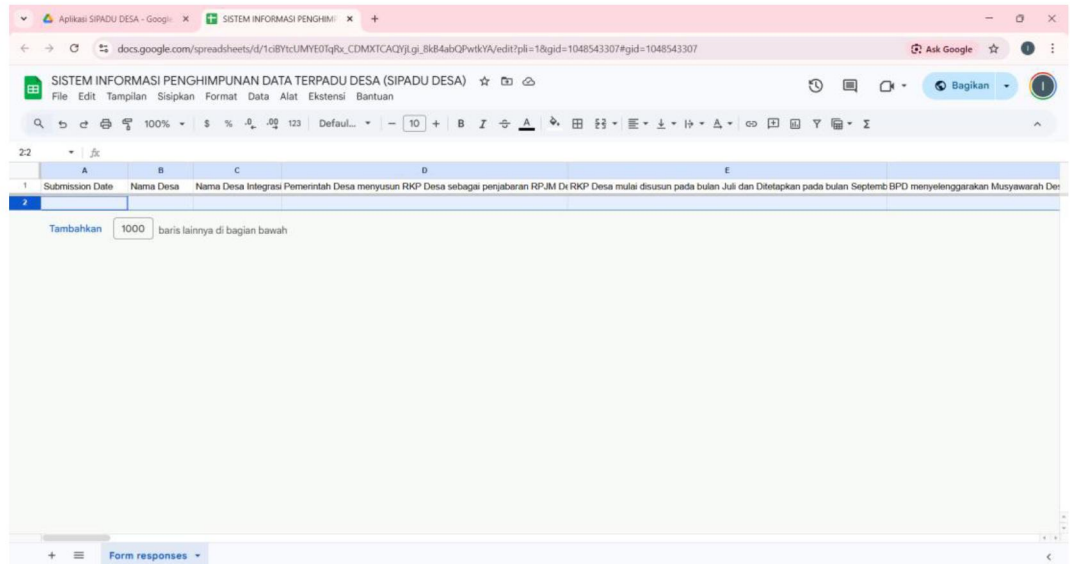 Aplikasi SIPADU DESA - Googl
SISTEM INFORMASI PENGHIM
docs.google.com/spreadsheets/d/1ciBYtcUMYE0TqRx_CDMXTCAQYjLgi_8kB4abQPwtkYA/edit?pli=1&gid=1048543307#gid=1048543307
Ask Google
I
SISTEM INFORMASI PENGHIMPUNAN DATA TERPADU DESA (SIPADU DESA)
Bagikan
I
File Edit Tampilan Sisipkan Format Data Alat Ekstensi Bantuan
100% $ % .0 .00 123 Defaul... - 10 + B I A
2:2 fx
A B C D E
1 Submission Date Nama Desa Nama Desa Integrasi Pemerintah Desa menyusun RKP Desa sebagai penjabaran RPJM De RKP Desa mulai disusun pada bulan Juli dan Ditetapkan pada bulan Septemb BPD menyelenggarakan Musyawarah Des
2
Tambahkan 1000 baris lainnya di bagian bawah
Form responses